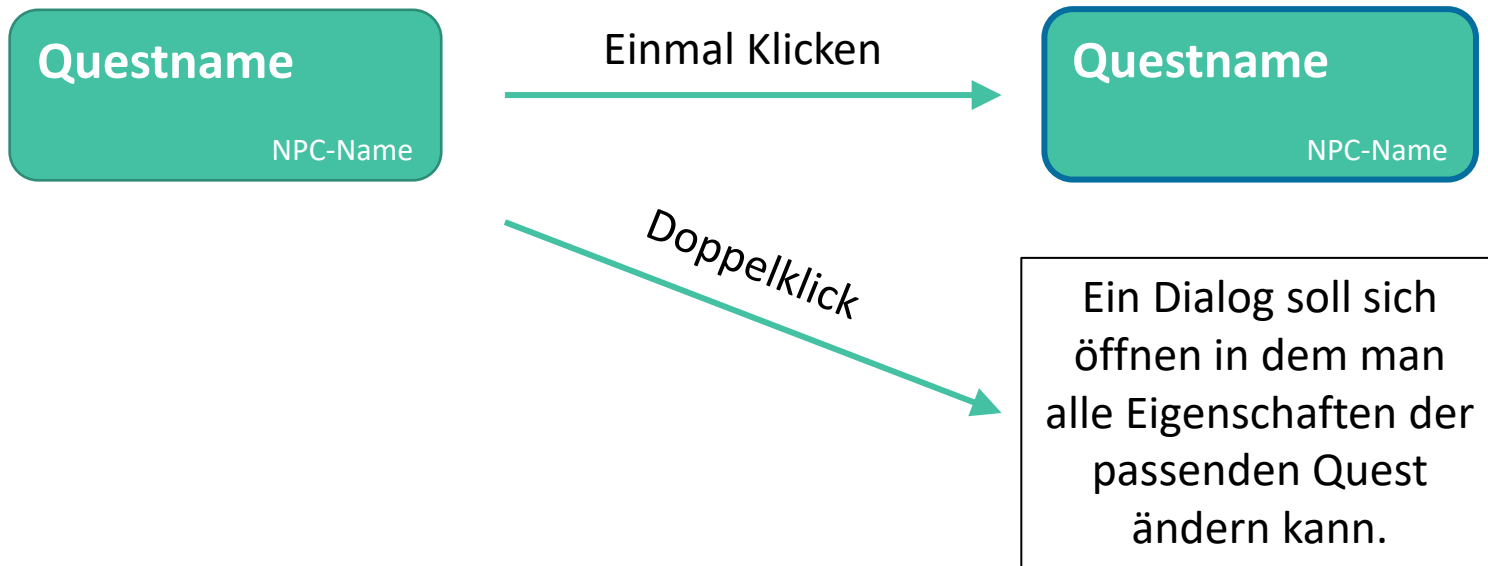 Questname
NPC-Name
Einmal Klicken
Questname
NPC-Name
Doppelklick
Ein Dialog soll sich
öffnen in dem man
alle Eigenschaften der
passenden Quest
ändern kann.